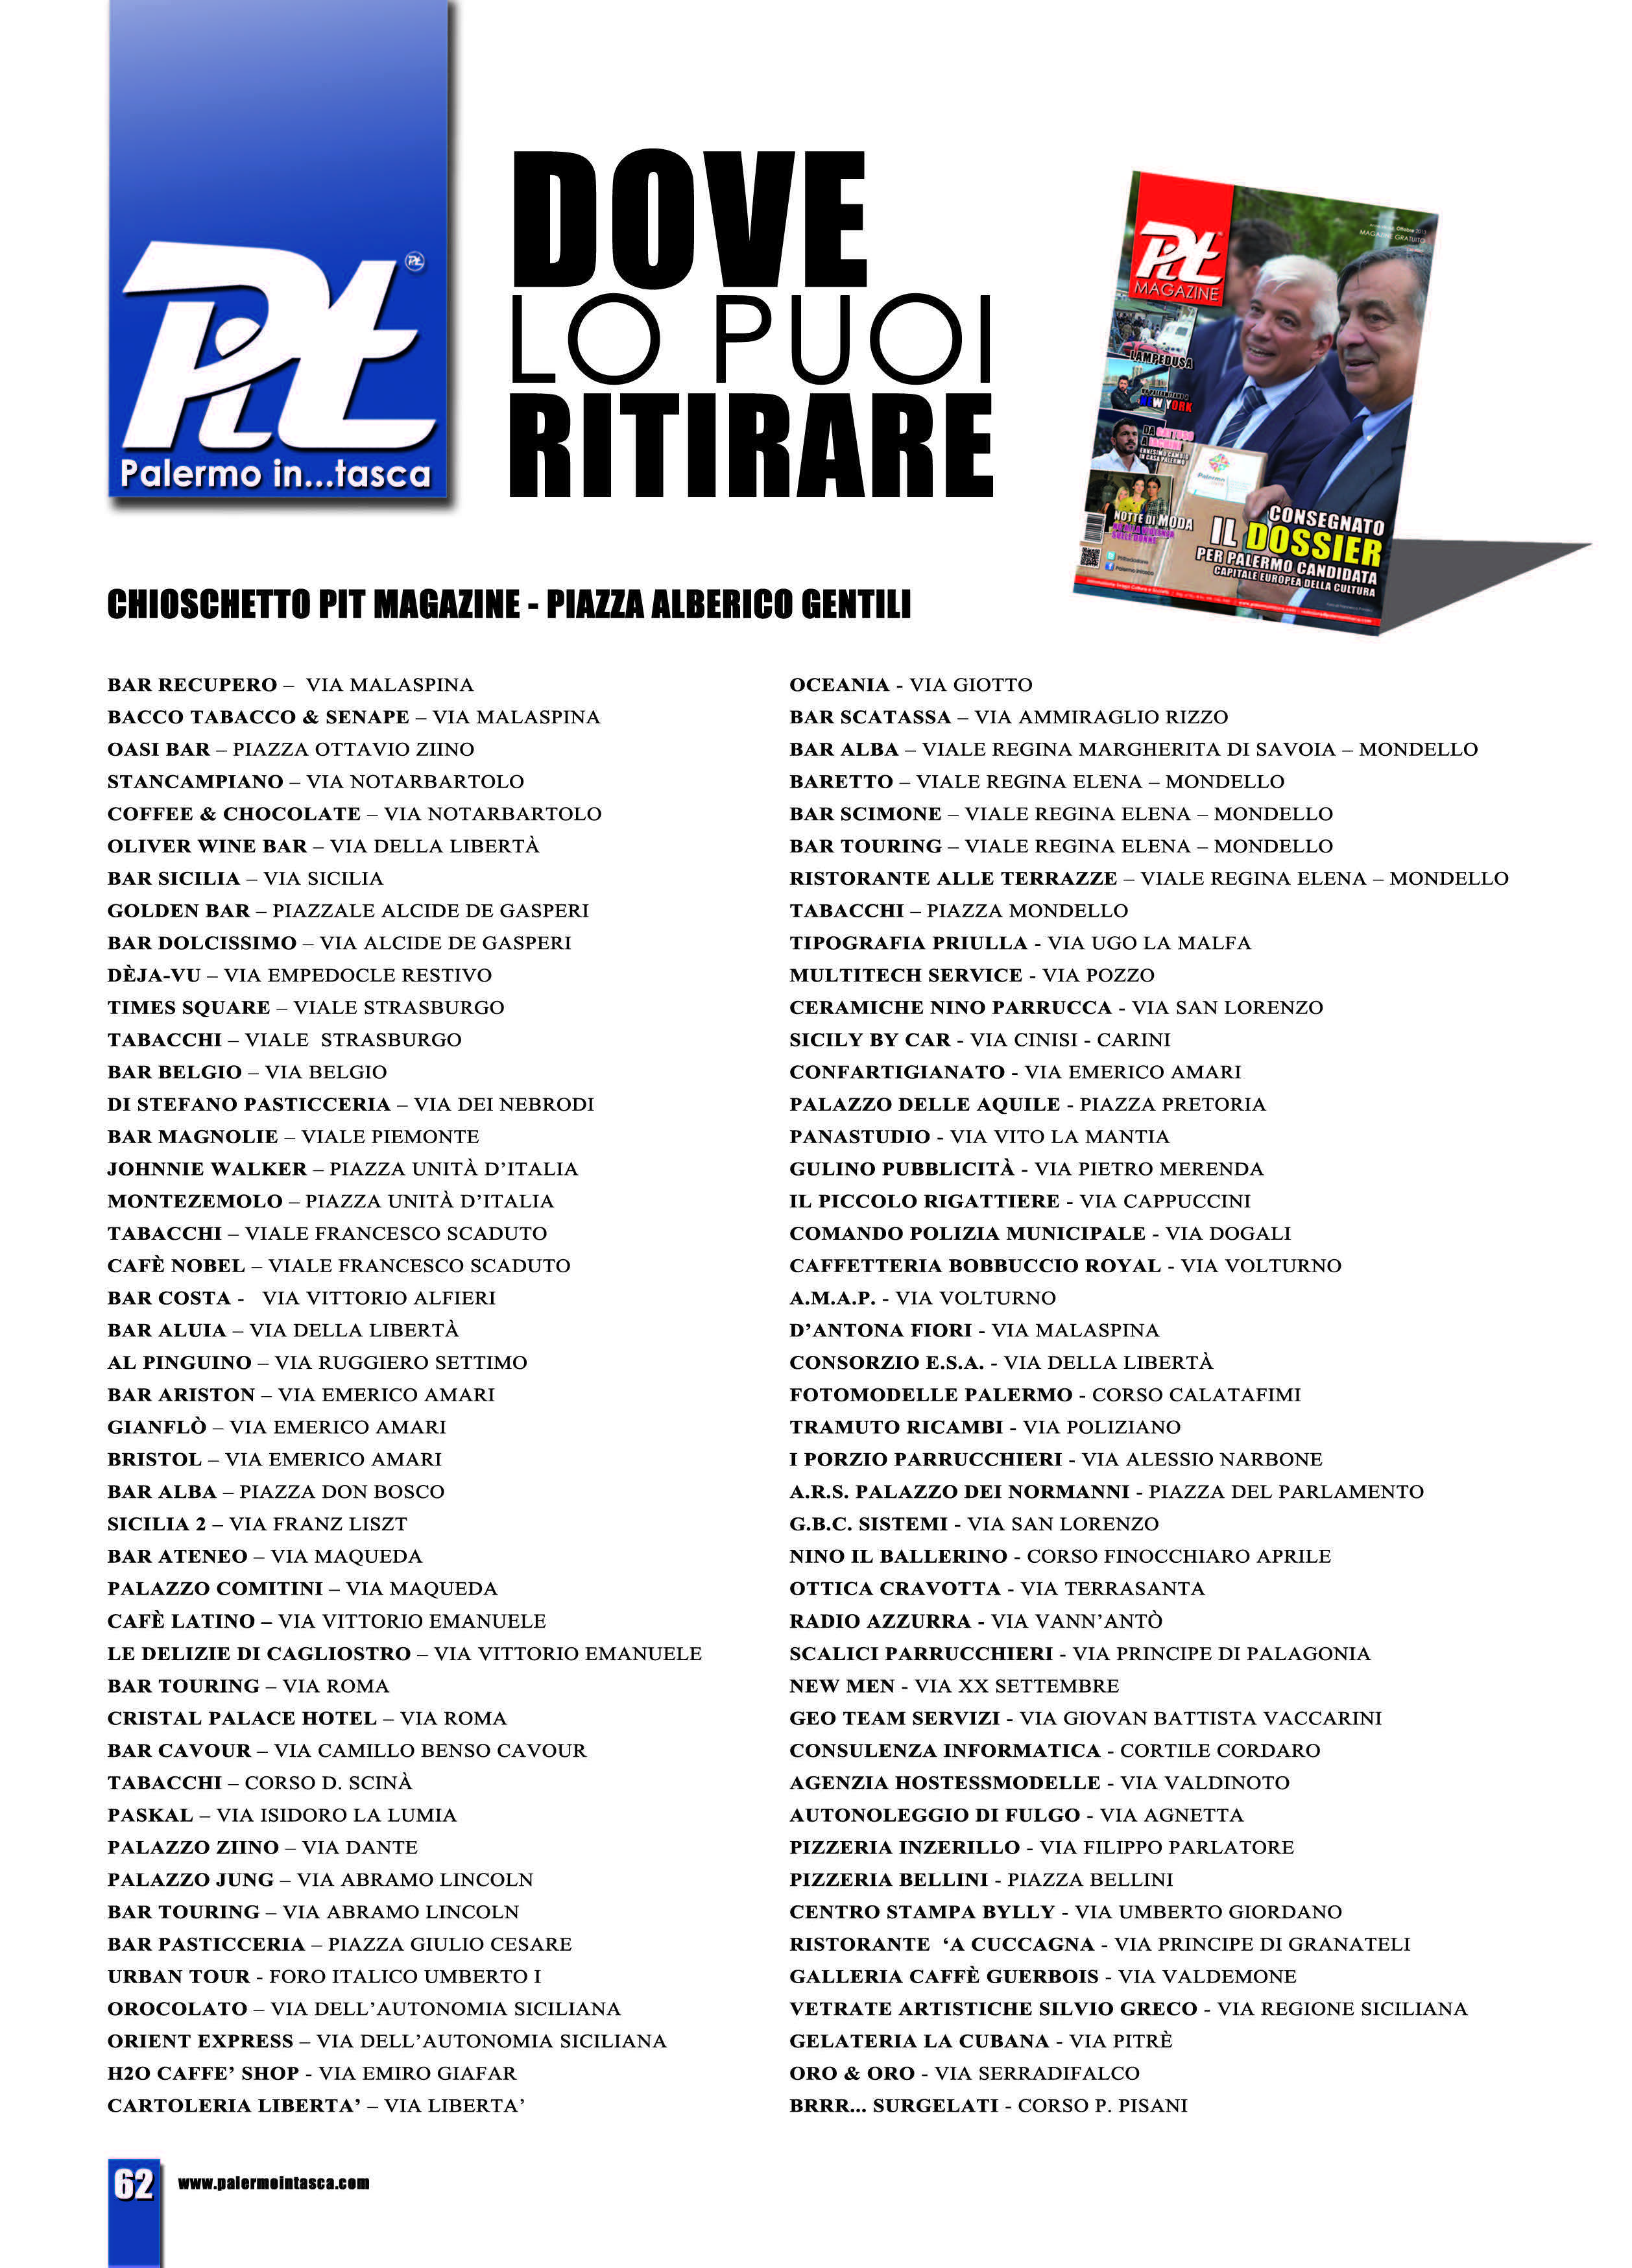 Pit
Pit
Palermo in...tasca
DOVE
LO PUOI
RITIRARE
Pit
MAGAZINE
Ottobre 2015
MAGAZINE GRATUITO
LAMPEDUSA
NEW YORK
DA GATTUSO
A IACHINI
ENNESIMO CAMBIO
IN CASA PALERMO
NOTTE DI MODA
SULLE DONNE
Palermo
CONSEGNATO
IL DOSSIER
PER PALERMO CANDIDATA
CAPITALE EUROPEA DELLA CULTURA
CHIOSCHETTO PIT MAGAZINE - PIAZZA ALBERICO GENTILI
BAR RECUPERO – VIA MALASPINA
BACCO TABACCO & SENAPE – VIA MALASPINA
OASI BAR – PIAZZA OTTAVIO ZIINO
STANCAMPIANO – VIA NOTARBARTOLO
COFFEE & CHOCOLATE – VIA NOTARBARTOLO
OLIVER WINE BAR – VIA DELLA LIBERTÀ
BAR SICILIA – VIA SICILIA
GOLDEN BAR – PIAZZALE ALCIDE DE GASPERI
BAR DOLCISSIMO – VIA ALCIDE DE GASPERI
DÈJA-VU – VIA EMPEDOCLE RESTIVO
TIMES SQUARE – VIALE STRASBURGO
TABACCHI – VIALE STRASBURGO
BAR BELGIO – VIA BELGIO
DI STEFANO PASTICCERIA – VIA DEI NEBRODI
BAR MAGNOLIE – VIALE PIEMONTE
JOHNNIE WALKER – PIAZZA UNITÀ D’ITALIA
MONTEZEMOLO – PIAZZA UNITÀ D’ITALIA
TABACCHI – VIALE FRANCESCO SCADUTO
CAFÈ NOBEL – VIALE FRANCESCO SCADUTO
BAR COSTA - VIA VITTORIO ALFIERI
BAR ALUIA – VIA DELLA LIBERTÀ
AL PINGUINO – VIA RUGGIERO SETTIMO
BAR ARISTON – VIA EMERICO AMARI
GIANFLÒ – VIA EMERICO AMARI
BRISTOL – VIA EMERICO AMARI
BAR ALBA – PIAZZA DON BOSCO
SICILIA 2 – VIA FRANZ LISZT
BAR ATENEO – VIA MAQUEDA
PALAZZO COMITINI – VIA MAQUEDA
CAFÈ LATINO – VIA VITTORIO EMANUELE
LE DELIZIE DI CAGLIOSTRO – VIA VITTORIO EMANUELE
BAR TOURING – VIA ROMA
CRISTAL PALACE HOTEL – VIA ROMA
BAR CAVOUR – VIA CAMILLO BENSO CAVOUR
TABACCHI – CORSO D. SCINÀ
PASKAL – VIA ISIDORO LA LUMIA
PALAZZO ZIINO – VIA DANTE
PALAZZO JUNG – VIA ABRAMO LINCOLN
BAR TOURING – VIA ABRAMO LINCOLN
BAR PASTICCERIA – PIAZZA GIULIO CESARE
URBAN TOUR - FORO ITALICO UMBERTO I
OROCOLATO – VIA DELL’AUTONOMIA SICILIANA
ORIENT EXPRESS – VIA DELL’AUTONOMIA SICILIANA
H2O CAFFE’ SHOP - VIA EMIRO GIAFAR
CARTOLERIA LIBERTA’ – VIA LIBERTA’
OCEANIA - VIA GIOTTO
BAR SCATASSA – VIA AMMIRAGLIO RIZZO
BAR ALBA – VIALE REGINA MARGHERITA DI SAVOIA – MONDELLO
BARETTO – VIALE REGINA ELENA – MONDELLO
BAR SCIMONE – VIALE REGINA ELENA – MONDELLO
BAR TOURING – VIALE REGINA ELENA – MONDELLO
RISTORANTE ALLE TERRAZZE – VIALE REGINA ELENA – MONDELLO
TABACCHI – PIAZZA MONDELLO
TIPOGRAFIA PRIULLA - VIA UGO LA MALFA
MULTITECH SERVICE - VIA POZZO
CERAMICHE NINO PARRUCCA - VIA SAN LORENZO
SICILY BY CAR - VIA CINISI - CARINI
CONFARTIGIANATO - VIA EMERICO AMARI
PALAZZO DELLE AQUILE - PIAZZA PRETORIA
PANASTUDIO - VIA VITO LA MANTIA
GULINO PUBBLICITÀ - VIA PIETRO MERENDA
IL PICCOLO RIGATTIERE - VIA CAPPUCCINI
COMANDO POLIZIA MUNICIPALE - VIA DOGALI
CAFFETTERIA BOBBUCCIO ROYAL - VIA VOLTURNO
A.M.A.P. - VIA VOLTURNO
D’ANTONA FIORI - VIA MALASPINA
CONSORZIO E.S.A. - VIA DELLA LIBERTÀ
FOTOMODELLE PALERMO - CORSO CALATAFIMI
TRAMUTO RICAMBI - VIA POLIZIANO
I PORZIO PARRUCCHIERI - VIA ALESSIO NARBONE
A.R.S. PALAZZO DEI NORMANNI - PIAZZA DEL PARLAMENTO
G.B.C. SISTEMI - VIA SAN LORENZO
NINO IL BALLERINO - CORSO FINOCCHIARO APRILE
OTTICA CRAVOTTA - VIA TERRASANTA
RADIO AZZURRA - VIA VANN’ANTÒ
SCALICI PARRUCCHIERI - VIA PRINCIPE DI PALAGONIA
NEW MEN - VIA XX SETTEMBRE
GEO TEAM SERVIZI - VIA GIOVAN BATTISTA VACCARINI
CONSULENZA INFORMATICA - CORTILE CORDARO
AGENZIA HOSTESSMODELLE - VIA VALDINOTO
AUTONOLEGGIO DI FULGO - VIA AGNETTA
PIZZERIA INZERILLO - VIA FILIPPO PARLATORE
PIZZERIA BELLINI - PIAZZA BELLINI
CENTRO STAMPA BYLLY - VIA UMBERTO GIORDANO
RISTORANTE ‘A CUCCAGNA - VIA PRINCIPE DI GRANATELI
GALLERIA CAFFÈ GUERBOIS - VIA VALDEMONE
VETRATE ARTISTICHE SILVIO GRECO - VIA REGIONE SICILIANA
GELATERIA LA CUBANA - VIA PITRÈ
ORO & ORO - VIA SERRADIFALCO
BRRR... SURGELATI - CORSO P. PISANI
62
www.palermointasca.com